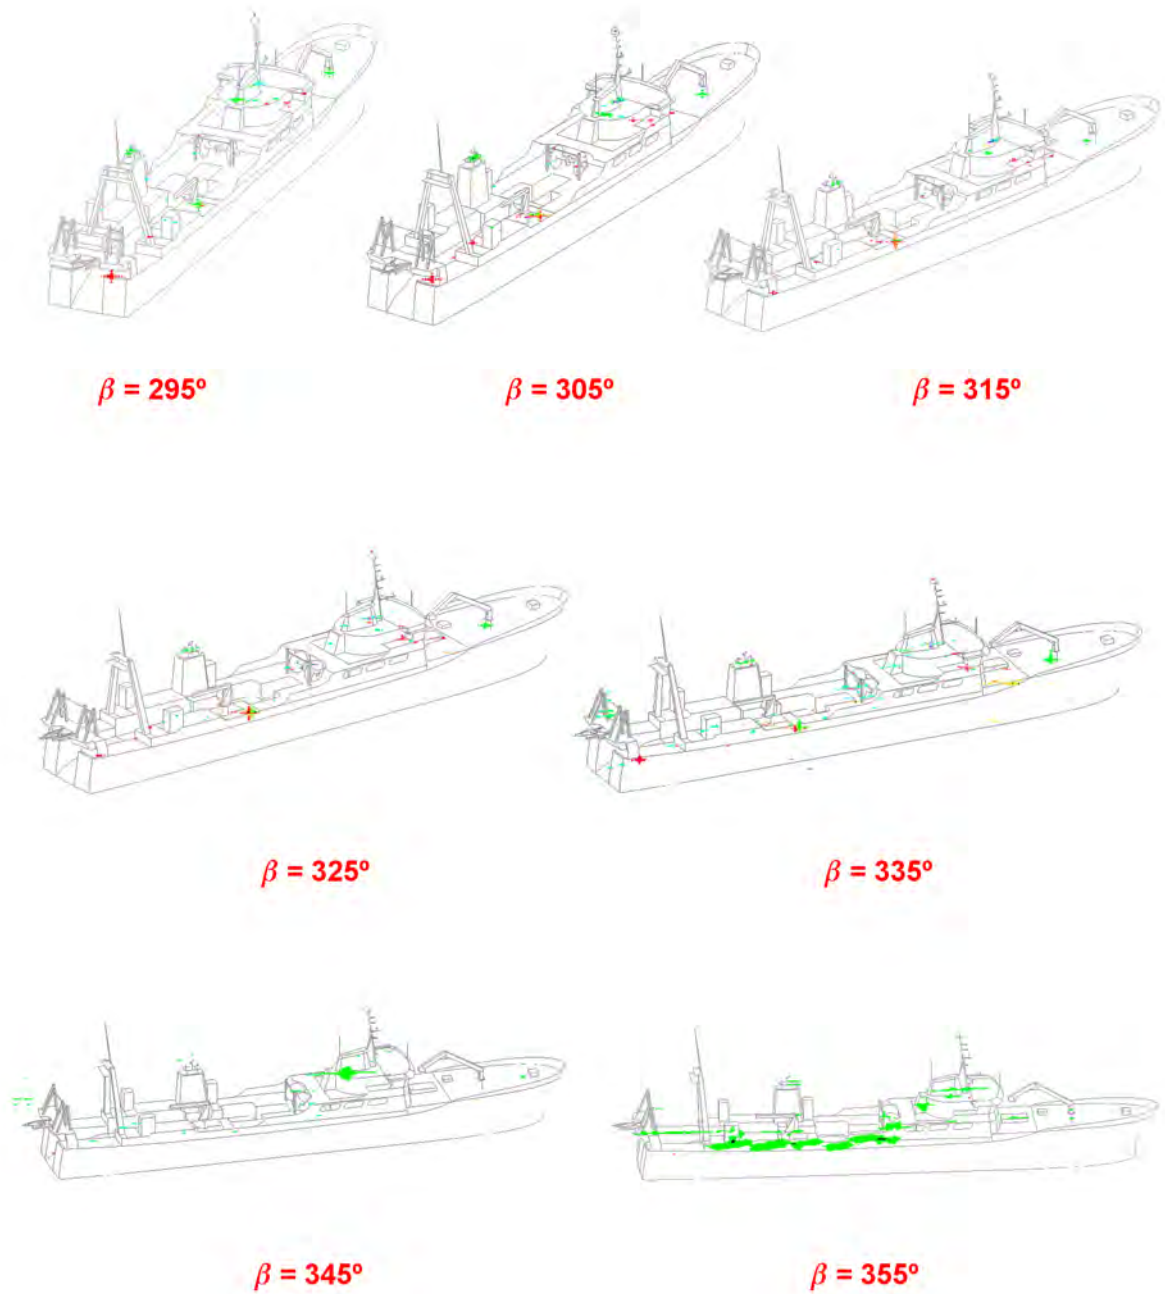 β = 295º
β = 305º
β = 315º
β = 325º
β = 335º
β = 345º
β = 355º